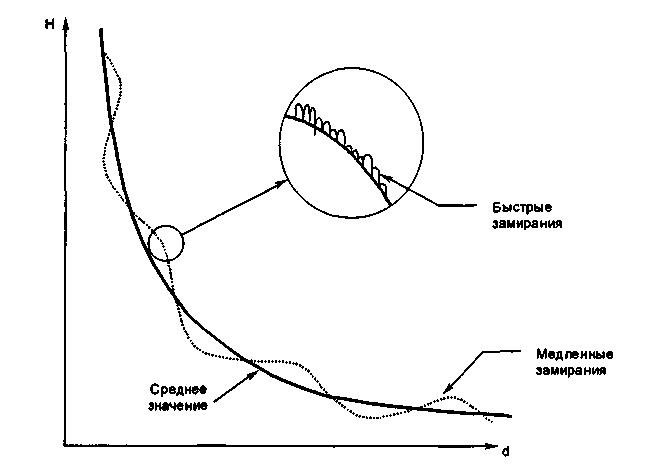 H
Быстрые
замирания
Медленные
замирания
Среднее
значение
d